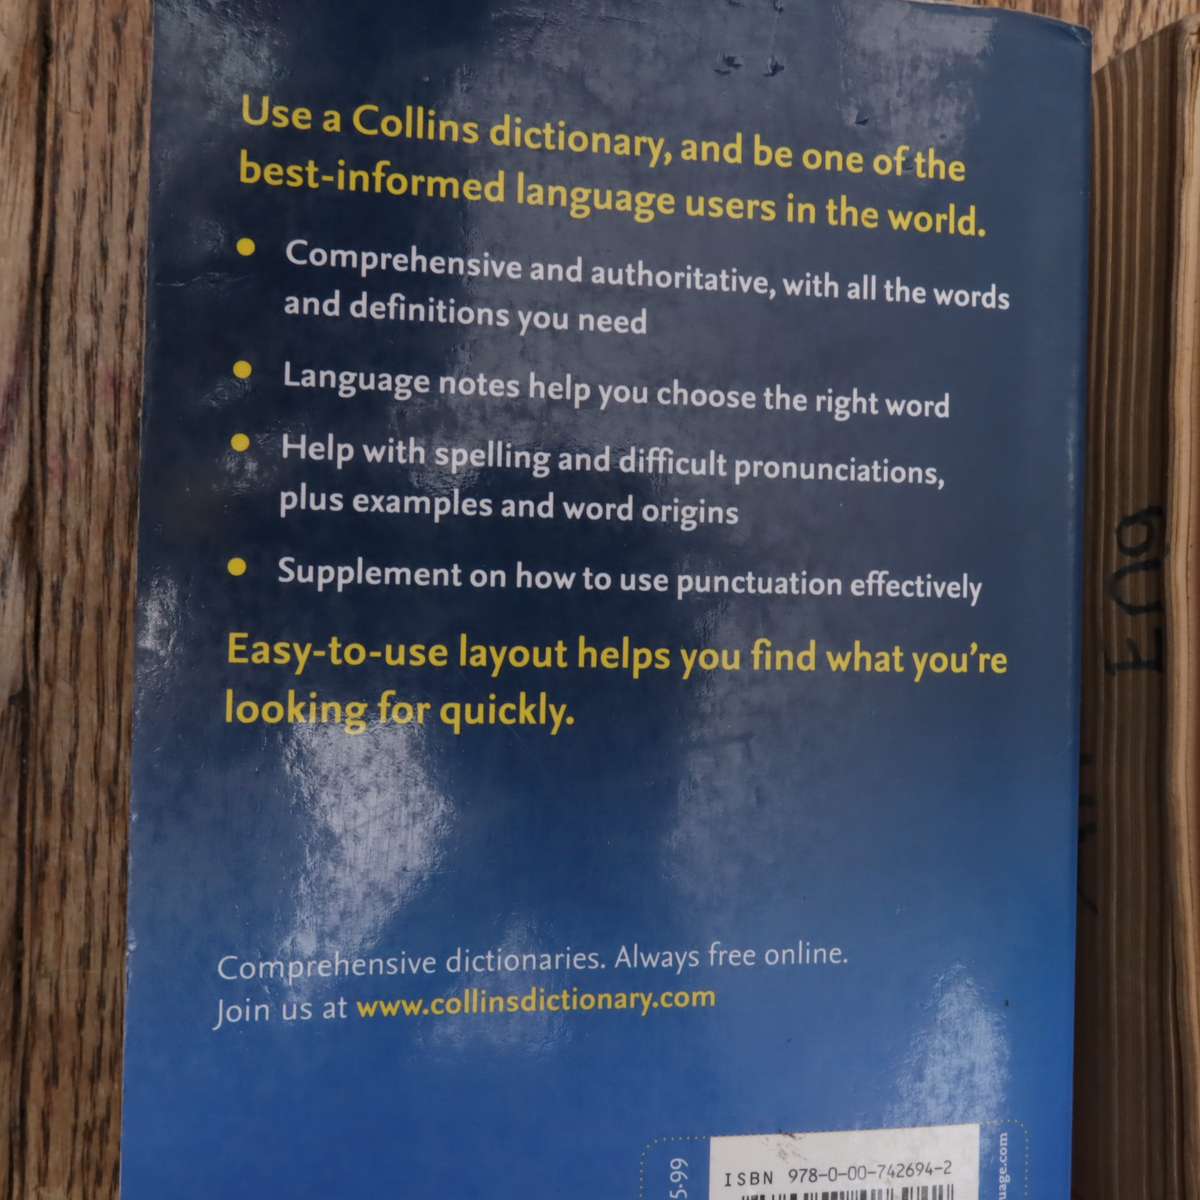 Use a Collins dictionary, and be one of the
best-informed language users in the world.
Comprehensive and authoritative, with all the words
and definitions you need
Language notes help you choose the right word
Help with spelling and difficult pronunciations,
plus examples and word origins
Supplement on how to use punctuation effectively
Easy-to-use layout helps you find what you're
looking for quickly.
Comprehensive dictionaries. Always free online.
Join us at www.collinsdictionary.com
ISBN 978-0-00-742694-2